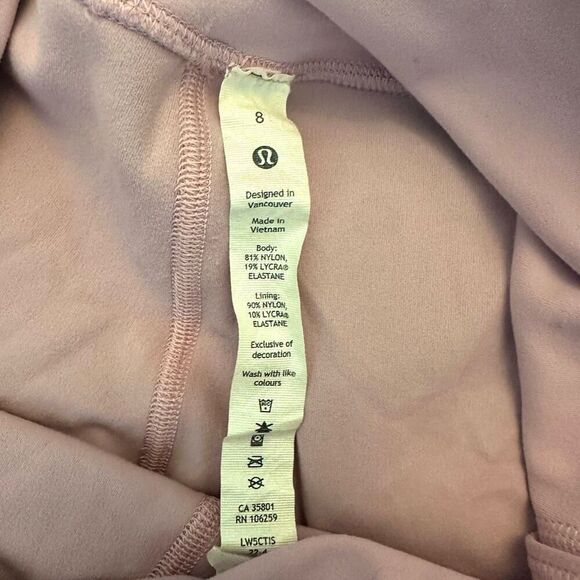 8
Designed in
Vancouver
Made in
Vietnam
Body:
81% NYLON,
19% LYCRA®
ELASTANE
Lining:
90% NYLON,
10% LYCRA®
ELASTANE
Exclusive of
decoration
Wash with like
colours
CA 35801
RN 106259
LW5CTIS